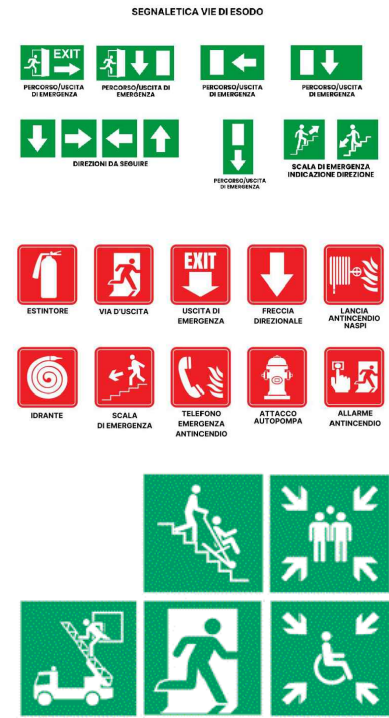 SEGNALETICA VIE DI ESODO
EXIT
PERCORSO/USCITA
DI EMERGENZA
PERCORSO/USCITA DI
EMERGENZA
PERCORSO/USCITA
DI EMERGENZA
PERCORSO/USCITA
DI EMERGENZA
DIREZIONI DA SEGUIRE
PERCORSO/USCITA
DI EMERGENZA
SCALA DI EMERGENZA
INDICAZIONE DIREZIONE
ESTINTORE
VIA D'USCITA
EXIT
USCITA DI
EMERGENZA
FRECCIA
DIREZIONALE
LANCIA
ANTINCENDIO
NASPI
IDRANTE
SCALA
DI EMERGENZA
TELEFONO
EMERGENZA
ANTINCENDIO
ATTACCO
AUTOPOMPA
ALLARME
ANTINCENDIO